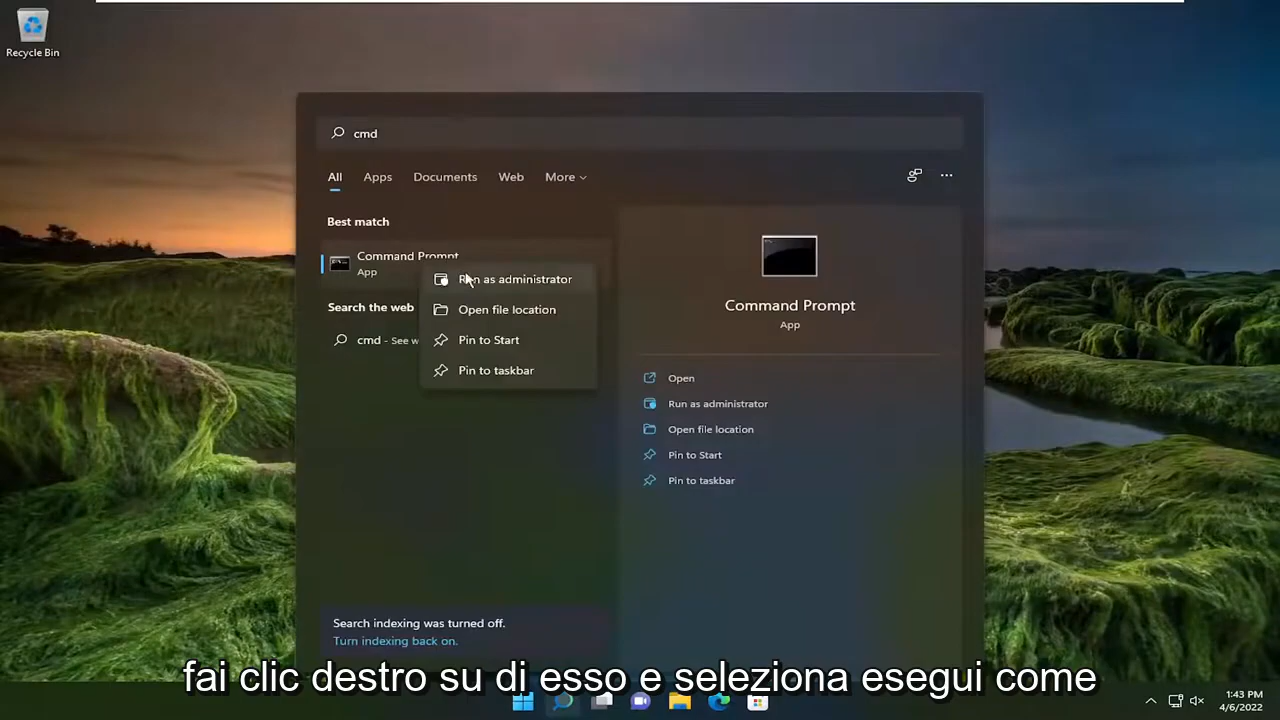 Recycle Bin
cmd
All
Apps
Documents
Web
More
Best match
Command Prompt
App
Run as administrator
Open file location
Pin to Start
Pin to taskbar
Search the web
cmd - See w
Command Prompt
App
Open
Run as administrator
Open file location
Pin to Start
Pin to taskbar
Search indexing was turned off.
Turn indexing back on.
fai clic destro su di esso e seleziona esegui come
1:43 PM
4/6/2022